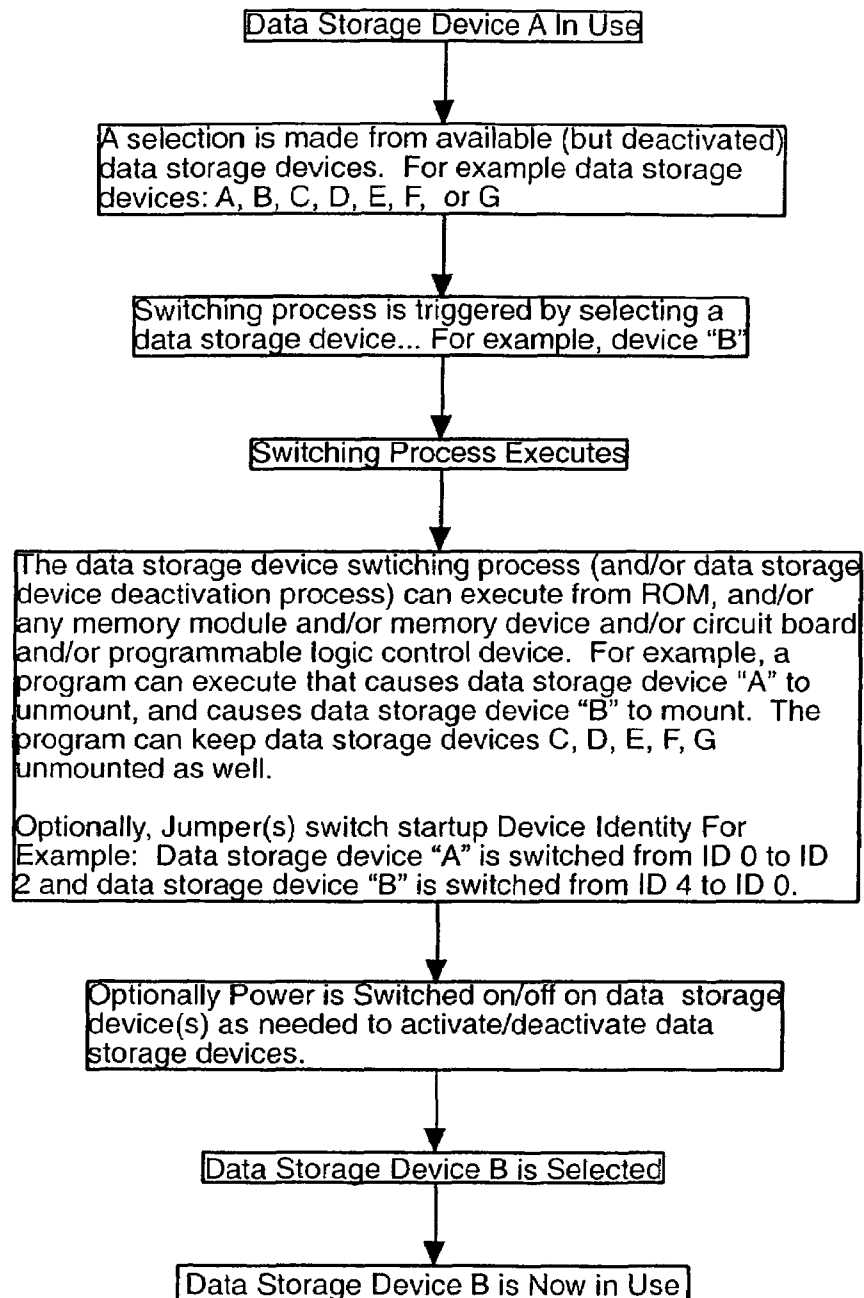 Data Storage Device A In Use
A selection is made from available (but deactivated)
data storage devices. For example data storage
devices: A, B, C, D, E, F, or G
Switching process is triggered by selecting a
data storage device... For example, device “B”
Switching Process Executes
The data storage device swtiching process (and/or data storage
device deactivation process) can execute from ROM, and/or
any memory module and/or memory device and/or circuit board
and/or programmable logic control device. For example, a
program can execute that causes data storage device “A” to
unmount, and causes data storage device “B” to mount. The
program can keep data storage devices C, D, E, F, G
unmounted as well.
Optionally, Jumper(s) switch startup Device Identity For
Example: Data storage device “A” is switched from ID 0 to ID
2 and data storage device “B” is switched from ID 4 to ID 0.
Optionally Power is Switched on/off on data storage
device(s) as needed to activate/deactivate data
storage devices.
Data Storage Device B is Selected
Data Storage Device B is Now in Use